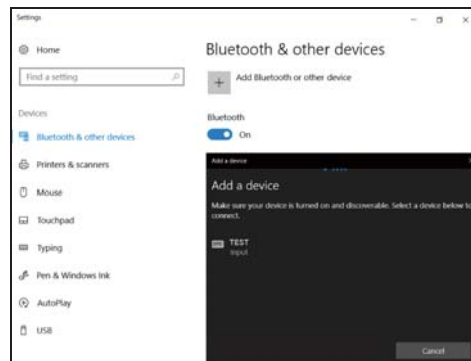 Settings
Home
Find a setting
Devices
Bluetooth & other devices
Printers & scanners
Mouse
Touchpad
Typing
Pen & Windows Ink
AutoPlay
USB
Bluetooth & other devices
Add Bluetooth or other device
Bluetooth
On
Add a device
Add a device
Make sure your device is turned on and discoverable. Select a device below to
connect.
TEST
Input
Cancel